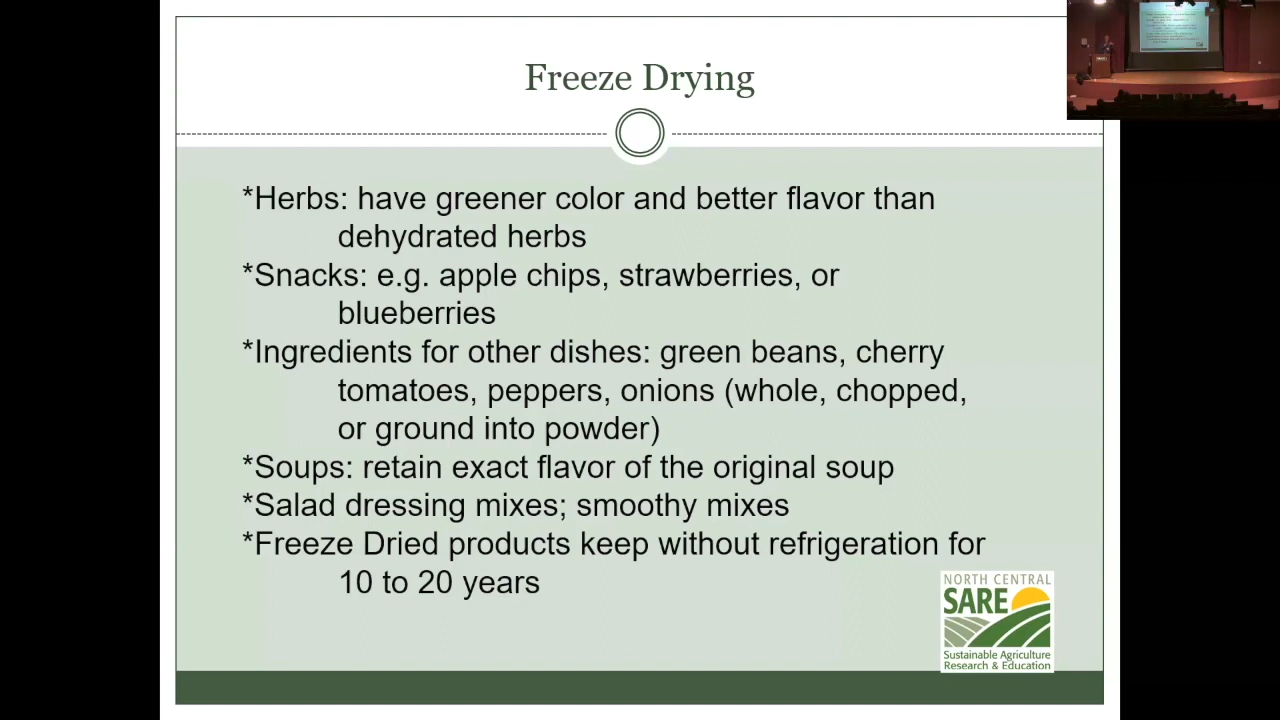 Freeze Drying
*Herbs: have greener color and better flavor than
dehydrated herbs
*Snacks: e.g. apple chips, strawberries, or
blueberries
*Ingredients for other dishes: green beans, cherry
tomatoes, peppers, onions (whole, chopped,
or ground into powder)
*Soups: retain exact flavor of the original soup
*Salad dressing mixes; smoothy mixes
*Freeze Dried products keep without refrigeration for
10 to 20 years
NORTH CENTRAL
SARE
Sustainable Agriculture
Research & Education